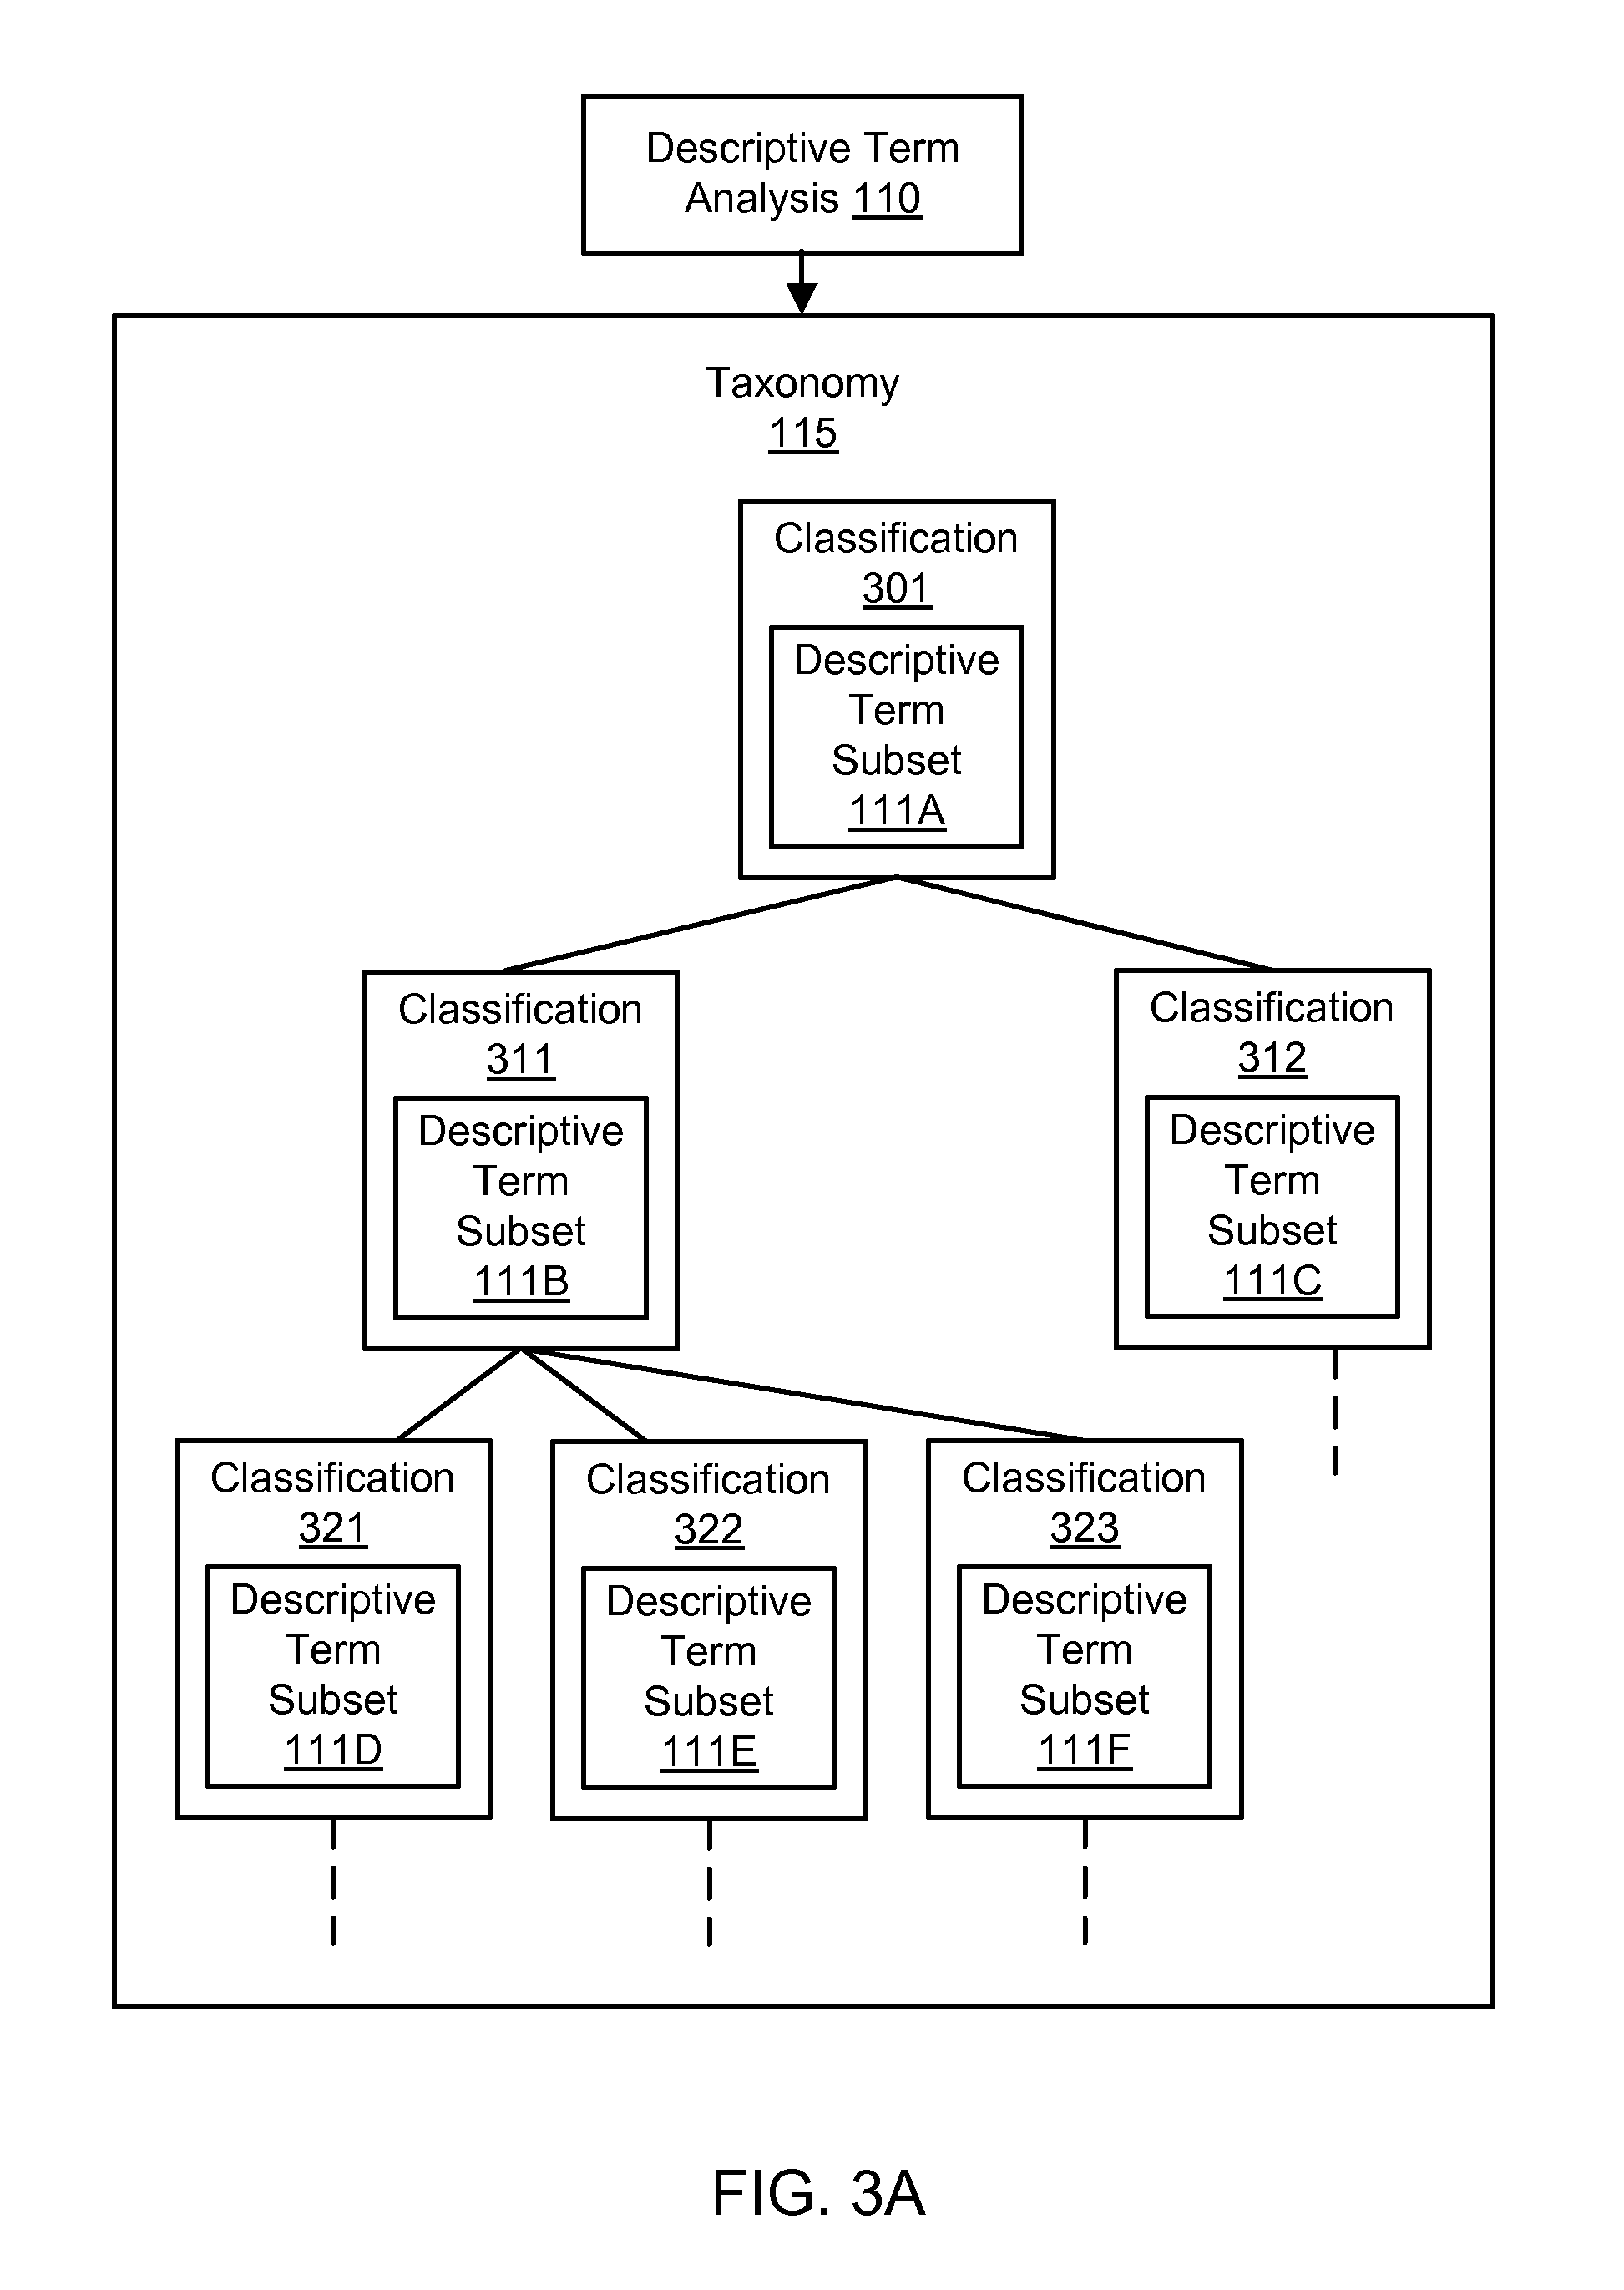 Descriptive Term
Analysis 110
Taxonomy
115
Classification
301
Descriptive
Term
Subset
111A
Classification
311
Descriptive
Term
Subset
111B
Classification
312
Descriptive
Term
Subset
111C
Classification
321
Descriptive
Term
Subset
111D
Classification
322
Descriptive
Term
Subset
111E
Classification
323
Descriptive
Term
Subset
111F
FIG. 3A